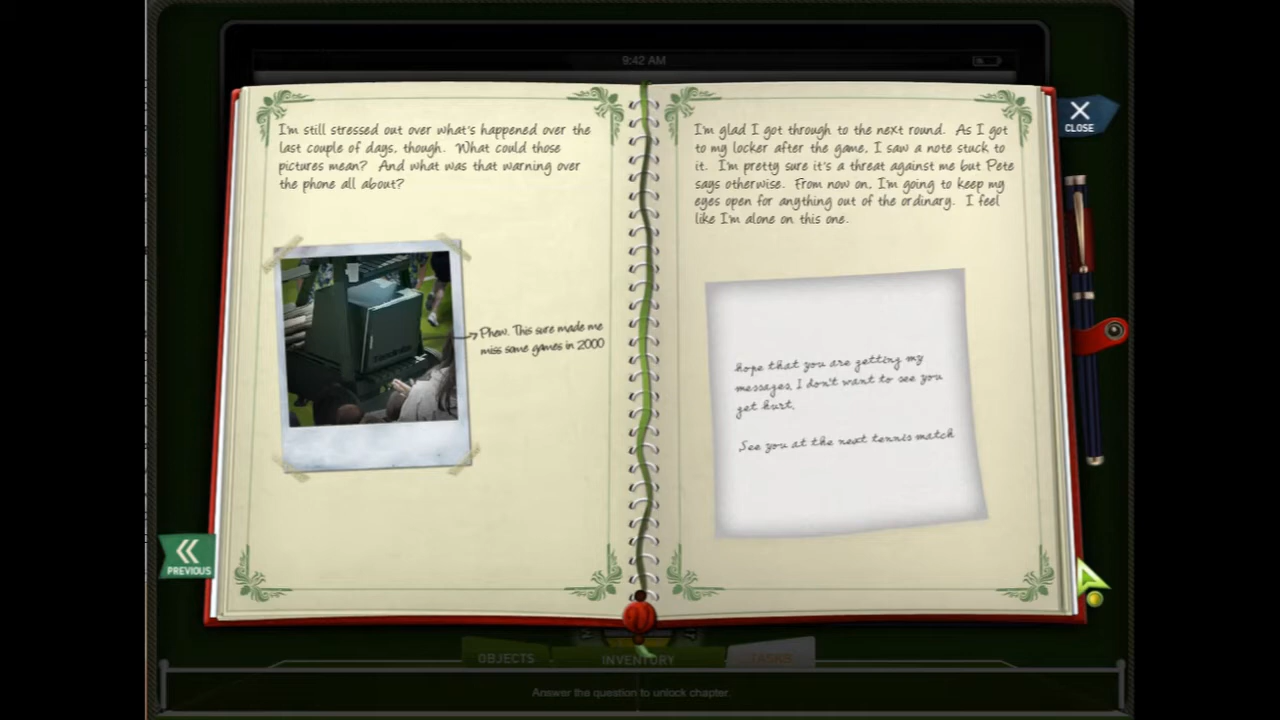 9:42 AM
I'm still stressed out over what's happened over the
last couple of days, though. What could those
pictures mean? And what was that warning over
the phone all about?
Phew. This sure made me
miss some games in 2000
I'm glad I got through to the next round. As I got
to my locker after the game, I saw a note stuck to
it. I'm pretty sure it's a threat against me but Pete
says otherwise. From now on, I'm going to keep my
eyes open for anything out of the ordinary. I feel
like I'm alone on this one.
hope that you are getting my
messages, I don't want to see you
get hurt.
See you at the next tennis match
CLOSE
PREVIOUS
OBJECTS
INVENTORY
TASKS
Answer the question to unlock chapter.